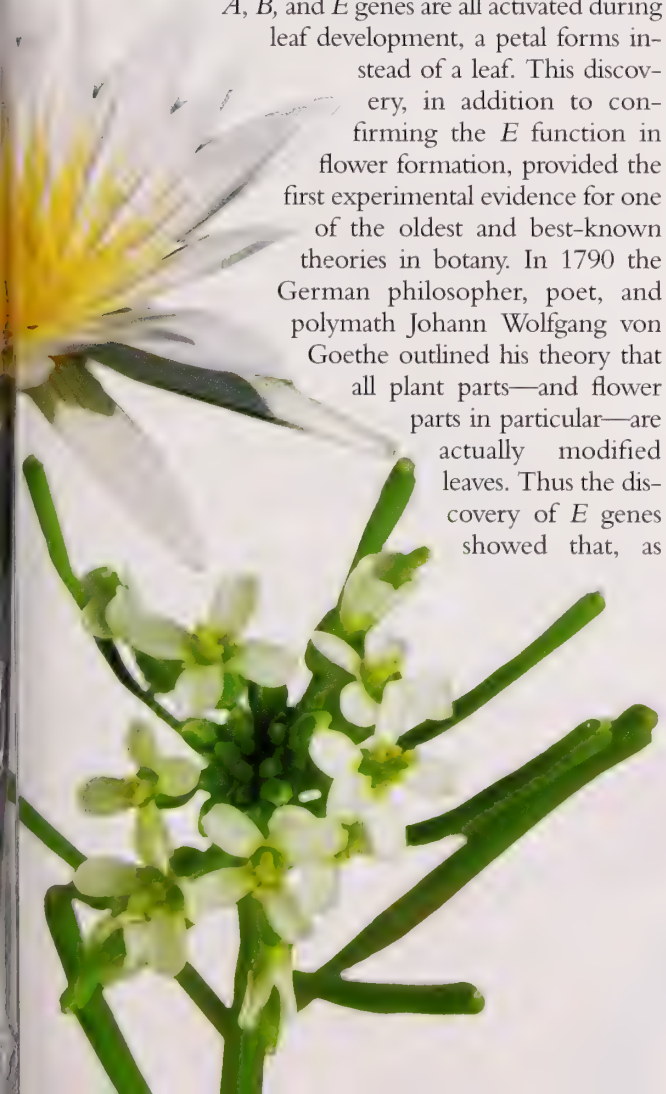 A, B, and E genes are all activated during
leaf development, a petal forms in-
stead of a leaf. This discov-
ery, in addition to con-
firming the E function in
flower formation, provided the
first experimental evidence for one
of the oldest and best-known
theories in botany. In 1790 the
German philosopher, poet, and
polymath Johann Wolfgang von
Goethe outlined his theory that
all plant parts—and flower
parts in particular—are
actually modified
leaves. Thus the dis-
covery of E genes
showed that, as